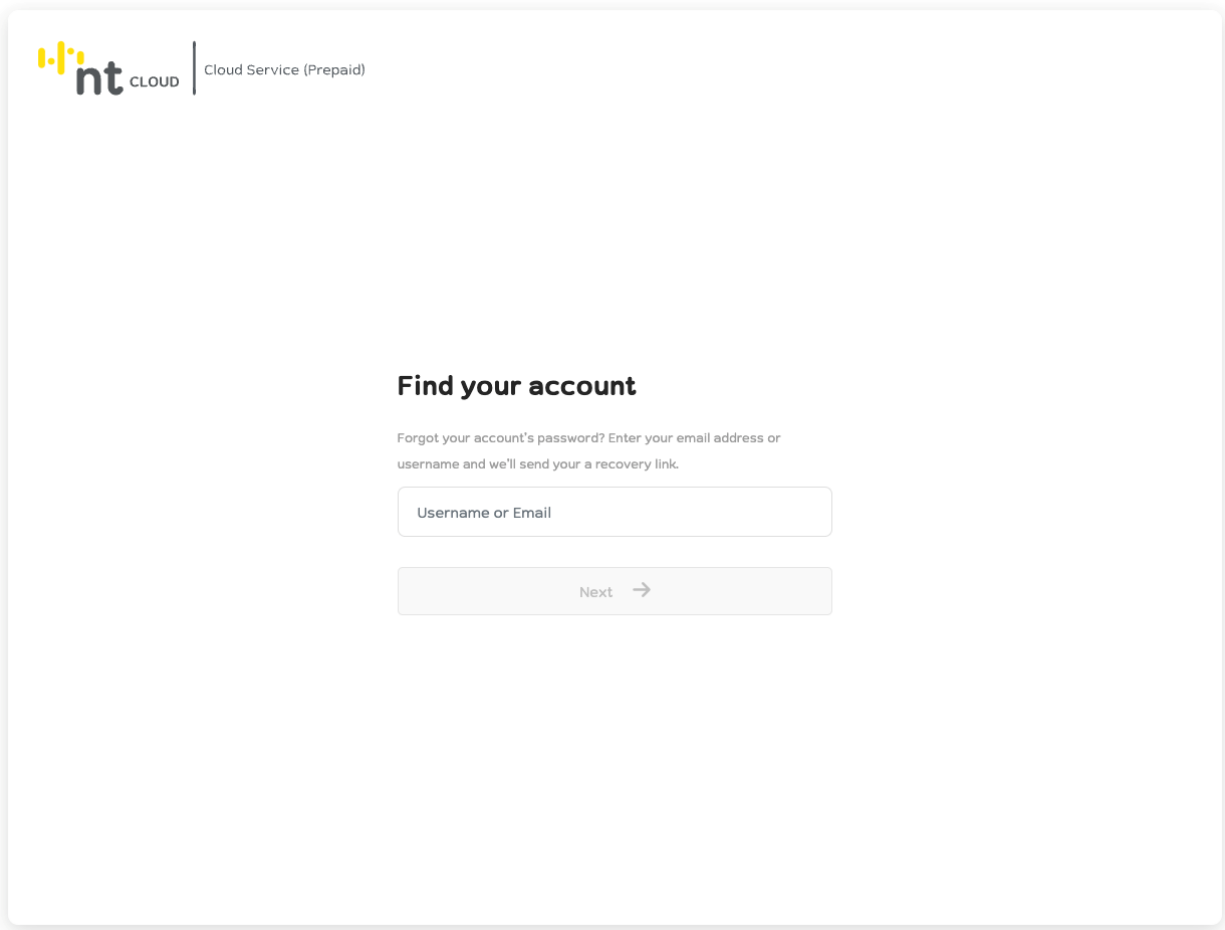 nt CLOUD
Cloud Service (Prepaid)
Find your account
Forgot your account's password? Enter your email address or
username and we'll send your a recovery link.
Username or Email
Next